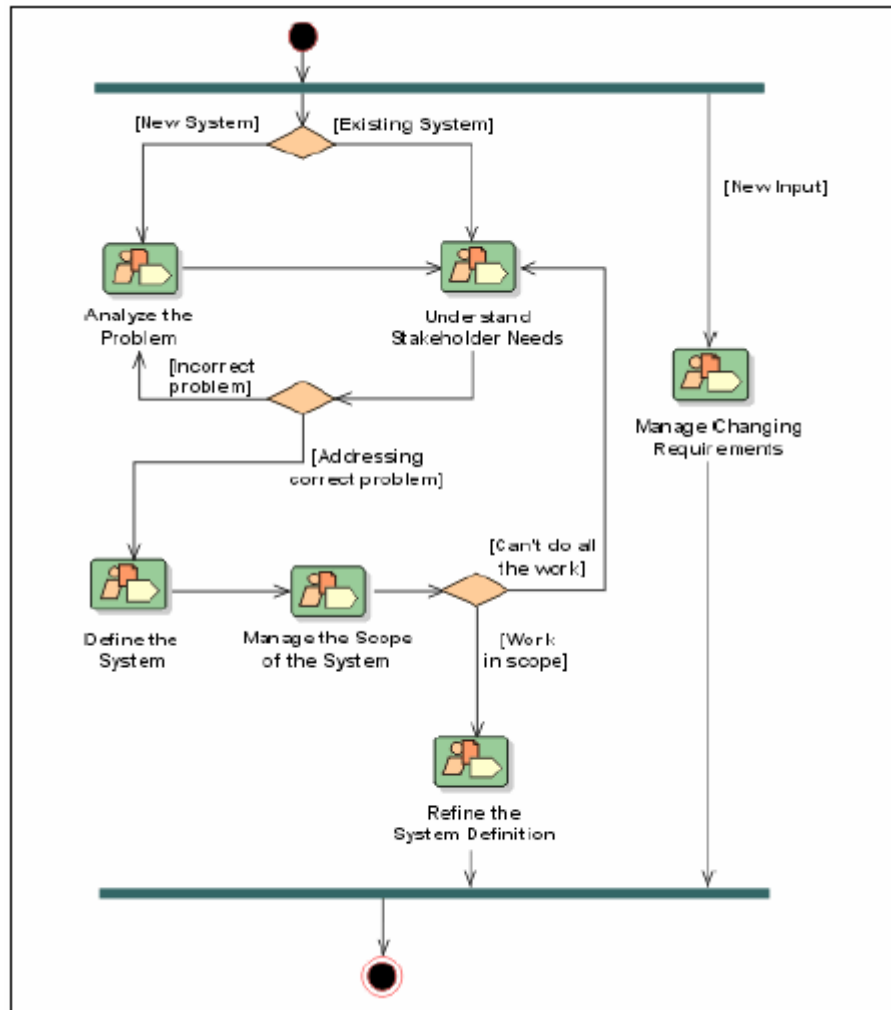 [New System]
[Existing System]
[New Input]
Analyze the
Problem
Understand
Stakeholder Needs
[Incorrect
problem]
Manage Changing
Requirements
[Addressing
correct problem]
[Can't do all
the work]
Define the
System
Manage the Scope
of the System
[Work
in scope]
Refine the
System Definition